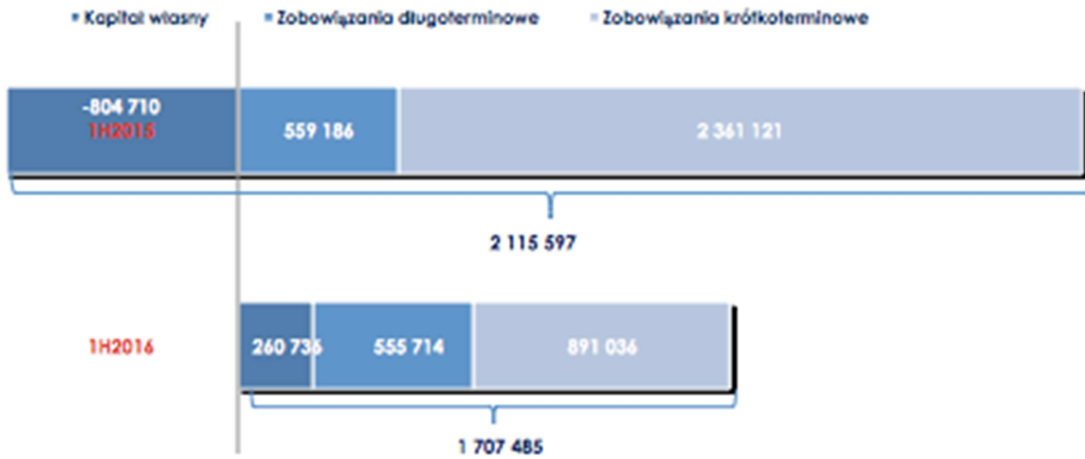 Kapitał własny Zobowiązania długoterminowe Zobowiązania krótkoterminowe
-804 710
1H2015 559 186 2 361 121
2 115 597
1H2016 260 736 555 714 891 036
1 707 485